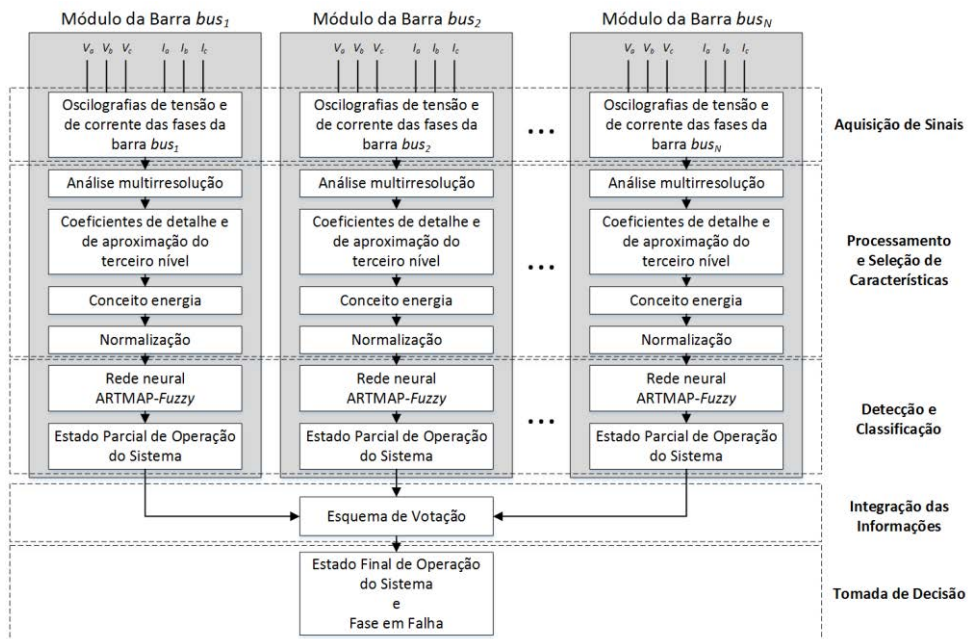 Módulo da Barra bus1
Módulo da Barra bus2
Módulo da Barra busN
Va Vb Vc Ia Ib Ic
Va Vb Vc Ia Ib Ic
Va Vb Vc Ia Ib Ic
Oscilografias de tensão e
de corrente das fases da
barra bus1
Oscilografias de tensão e
de corrente das fases da
barra bus2
...
Oscilografias de tensão e
de corrente das fases da
barra busN
Aquisição de Sinais
Análise multirresolução
Análise multirresolução
Análise multirresolução
Coeficientes de detalhe e
de aproximação do
terceiro nível
Coeficientes de detalhe e
de aproximação do
terceiro nível
...
Coeficientes de detalhe e
de aproximação do
terceiro nível
Processamento
e Seleção de
Características
Conceito energia
Conceito energia
Conceito energia
Normalização
Normalização
Normalização
Rede neural
ARTMAP-Fuzzy
Rede neural
ARTMAP-Fuzzy
...
Rede neural
ARTMAP-Fuzzy
Detecção e
Classificação
Estado Parcial de Operação
do Sistema
Estado Parcial de Operação
do Sistema
Estado Parcial de Operação
do Sistema
Esquema de Votação
Integração das
Informações
Estado Final de Operação
do Sistema
e
Fase em Falha
Tomada de Decisão